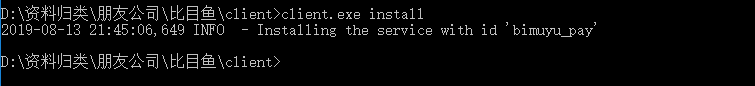 D:\资料归类\朋友公司\比目鱼\client>client.exe install
2019-08-13 21:45:06,649 INFO  - Installing the service with id 'bimuyu_pay'
D:\资料归类\朋友公司\比目鱼\client>